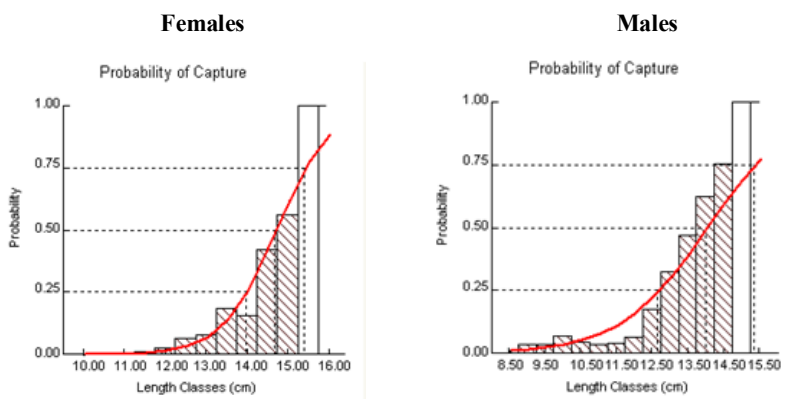 Females
Males
Probability of Capture
Probability of Capture
1.00
0.75
0.50
0.25
0.00
Probability
10.00 11.00 12.00 13.00 14.00 15.00 16.00
Length Classes (cm)
1.00
0.75
0.50
0.25
0.00
Probability
8.50 9.50 10.50 11.50 12.50 13.50 14.50 15.50
Length Classes (cm)